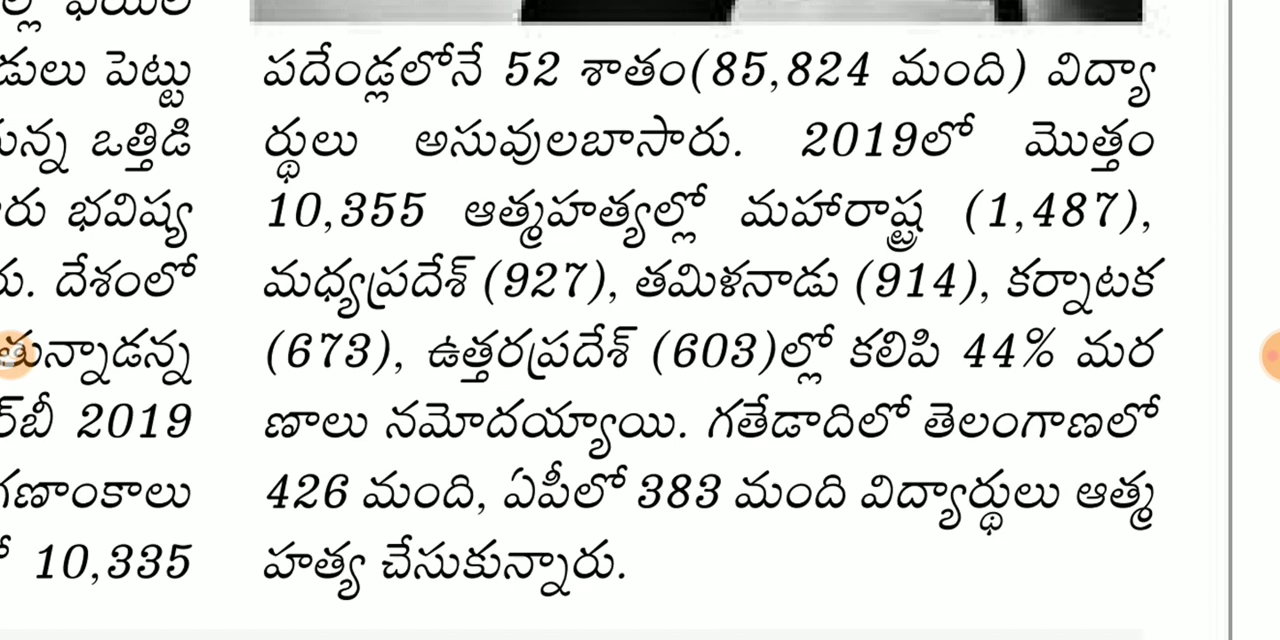 డులు పెట్టు
న్న ఒత్తిడి
రు భవిష్య
దేశంలో
తున్నాడన్న
2019
గణాంకాలు
10,335
పదేండ్లలోనే 52 శాతం(85,824 మంది) విద్యా
ర్థులు అసువులబాసారు. 2019లో మొత్తం
10,355 ఆత్మహత్యల్లో మహారాష్ట్ర (1,487),
మధ్యప్రదేశ్ (927), తమిళనాడు (914), కర్నాటక
(673), ఉత్తరప్రదేశ్ (603)ల్లో కలిపి 44% మర
ణాలు నమోదయ్యాయి. గతేడాదిలో తెలంగాణలో
426 మంది, ఏపీలో 383 మంది విద్యార్థులు ఆత్మ
హత్య చేసుకున్నారు.